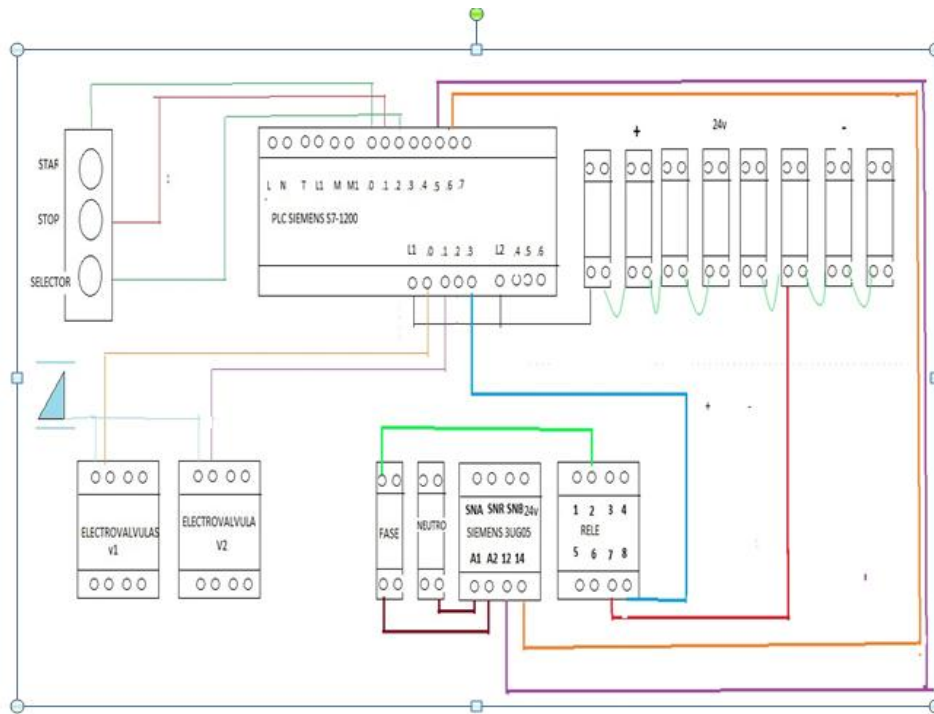 + 24v -
START
STOP
SELECTOR
L N T L1 M M1 .0 .1 .2 .3 .4 .5 .6 .7
PLC SIEMENS S7-1200
L1 .0 .1 .2 .3 L2 .4 .5 .6
+ -
ELECTROVALVULAS
V1
ELECTROVALVULA
V2
FASE
NEUTRO
SNA SNR SNB 24v
SIEMENS 3UG05
A1 A2 12 14
1 2 3 4
RELE
5 6 7 8